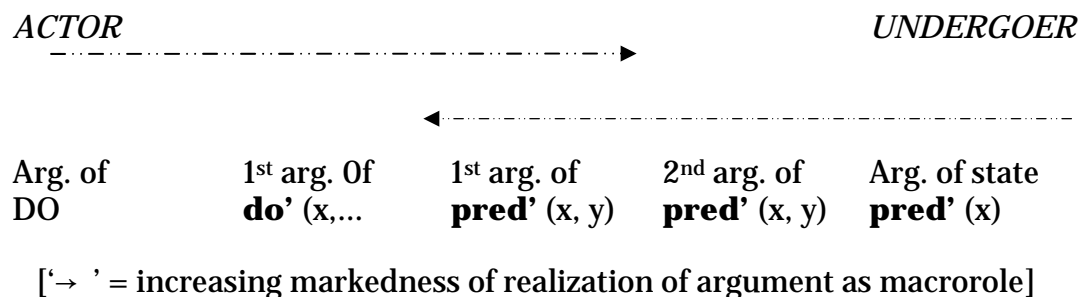 ACTOR UNDERGOER
Arg. of 1st arg. Of 1st arg. of 2nd arg. of Arg. of state
DO do’ (x,... pred’ (x, y) pred’ (x, y) pred’ (x)
[‘→ ’ = increasing markedness of realization of argument as macrorole]